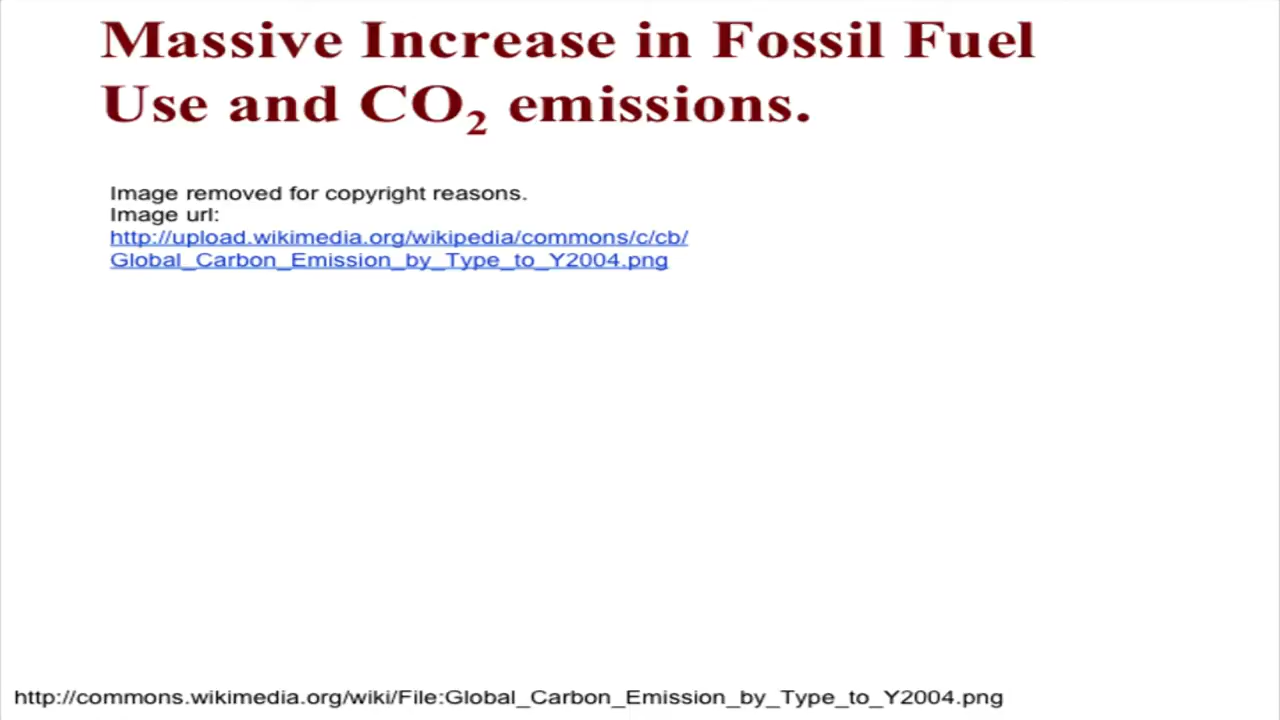 Massive Increase in Fossil Fuel
Use and CO₂ emissions.
Image removed for copyright reasons.
Image url:
http://upload.wikimedia.org/wikipedia/commons/c/cb/
Global_Carbon_Emission_by_Type_to_Y2004.png
http://commons.wikimedia.org/wiki/File:Global_Carbon_Emission_by_Type_to_Y2004.png